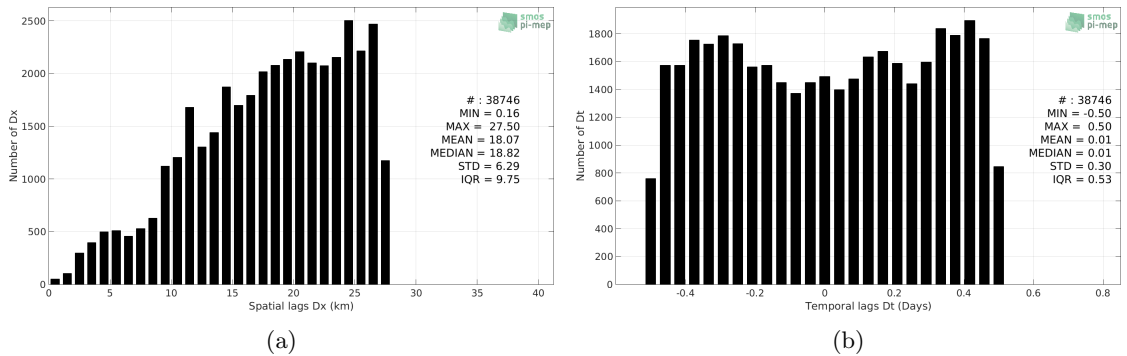 2500
2000
1500
1000
500
0
Number of Dx
smos
pi-mep
# : 38746
MIN = 0.16
MAX = 27.50
MEAN = 18.07
MEDIAN = 18.82
STD = 6.29
IQR = 9.75
0 5 10 15 20 25 30 35 40
Spatial lags Dx (km)
(a)
1800
1600
1400
1200
1000
800
600
400
200
0
Number of Dt
smos
pi-mep
# : 38746
MIN = -0.50
MAX = 0.50
MEAN = 0.01
MEDIAN = 0.01
STD = 0.30
IQR = 0.53
-0.4 -0.2 0 0.2 0.4 0.6 0.8
Temporal lags Dt (Days)
(b)